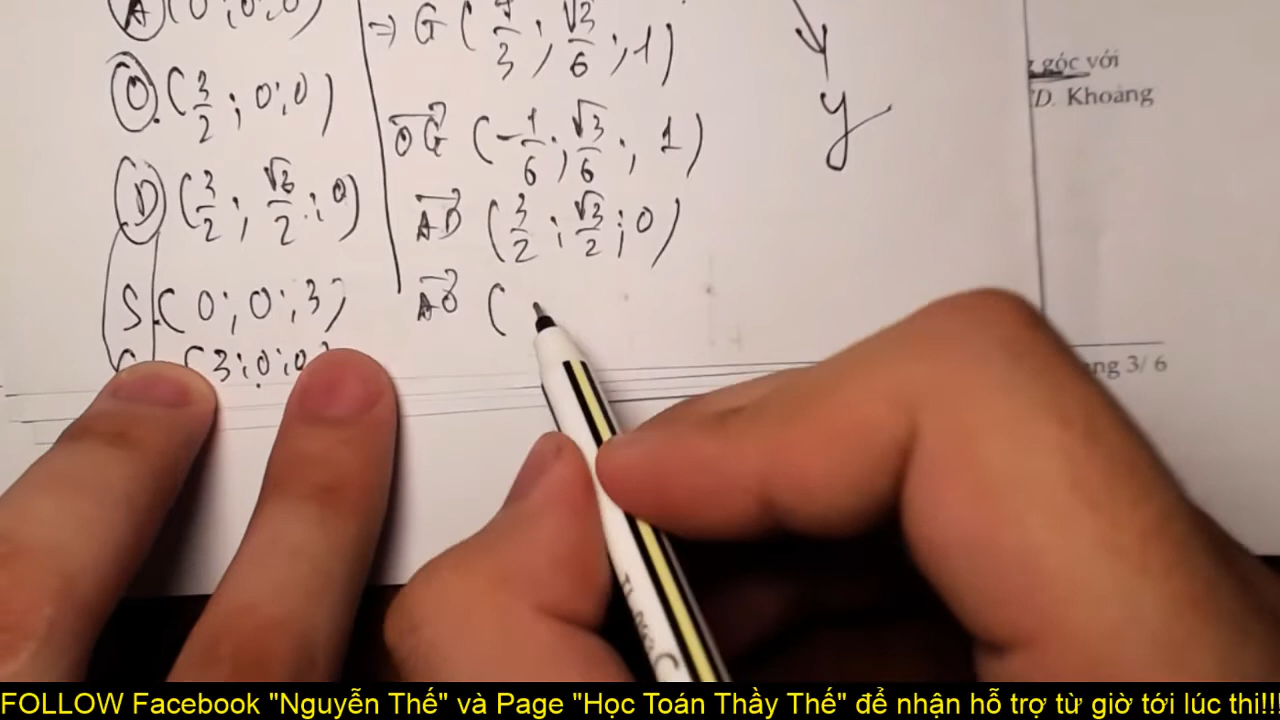 A (0;0;0)
O. (3/2; 0; 0)
D (3/2; √3/2; 0)
S. (0; 0; 3)
(3; 0; 0)
=> G ( /3; √3/6; 1)
OG (-1/6; √3/6; 1)
AD (3/2; √3/2; 0)
AO (
y
góc với
D. Khoảng
ang 3/ 6
FOLLOW Facebook "Nguyễn Thế" và Page "Học Toán Thầy Thế" để nhận hỗ trợ từ giờ tới lúc thi!!!